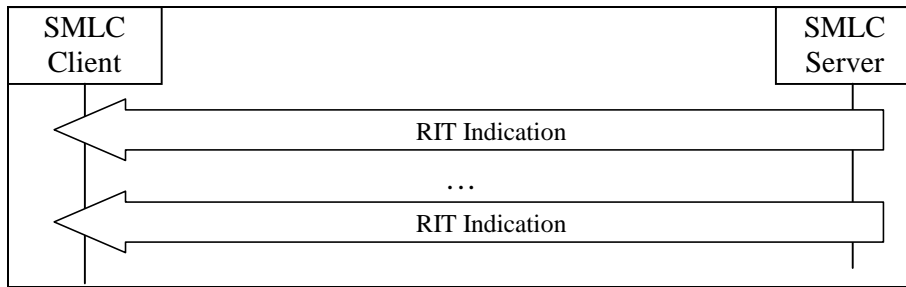 SMLC
Client
SMLC
Server
RIT Indication
...
RIT Indication